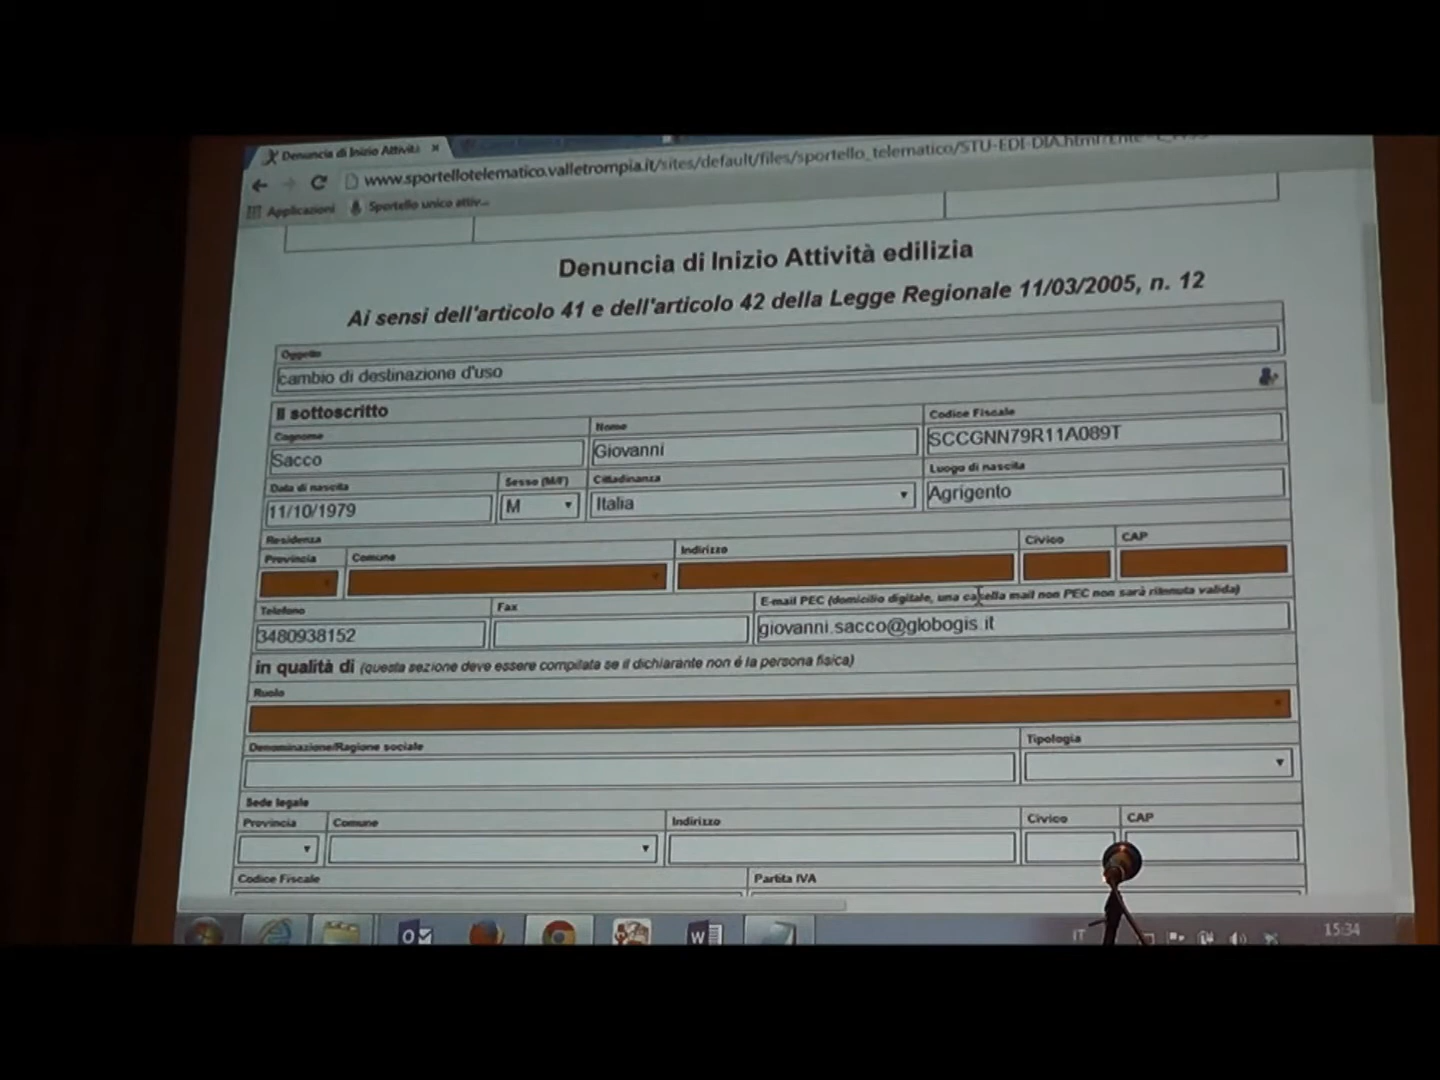 Denuncia di Inizio Attività
www.sportellotelematico.valletrompia.it/sites/default/files/sportello_telematico/STU-EDI-DIA.html
Applicazioni Sportello unico attiv...
Denuncia di Inizio Attività edilizia
Ai sensi dell'articolo 41 e dell'articolo 42 della Legge Regionale 11/03/2005, n. 12
Oggetto
cambio di destinazione d'uso
Il sottoscritto
Cognome Nome Codice Fiscale
Sacco Giovanni SCCGNN79R11A089T
Data di nascita Sesso (M/F) Cittadinanza Luogo di nascita
11/10/1979 M Italia Agrigento
Residenza
Provincia Comune Indirizzo Civico CAP
Telefono Fax E-mail PEC (domicilio digitale, una casella mail non PEC non sarà ritenuta valida)
3480938152 giovanni.sacco@globogis.it
in qualità di (questa sezione deve essere compilata se il dichiarante non é la persona fisica)
Ruolo
Denominazione/Ragione sociale Tipologia
Sede legale
Provincia Comune Indirizzo Civico CAP
Codice Fiscale Partita IVA
IT 15:34